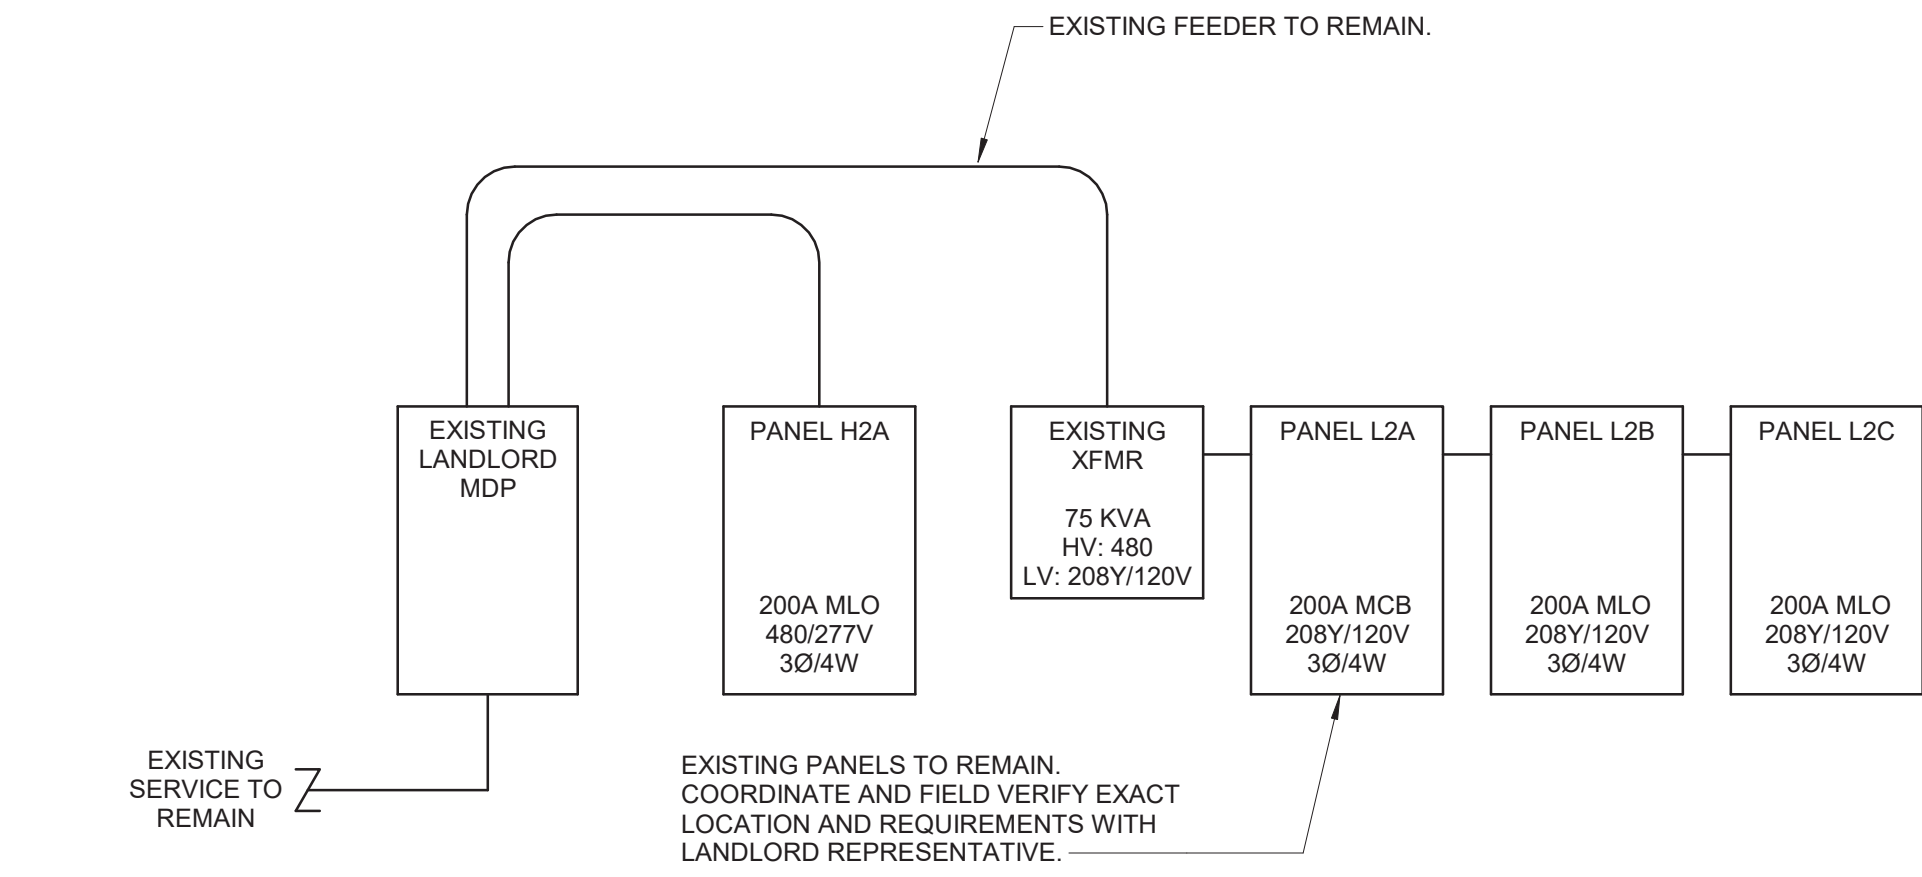 EXISTING FEEDER TO REMAIN.
EXISTING
LANDLORD
MDP
PANEL H2A
200A MLO
480/277V
3Ø/4W
EXISTING
XFMR
75 KVA
HV: 480
LV: 208Y/120V
PANEL L2A
200A MCB
208Y/120V
3Ø/4W
PANEL L2B
200A MLO
208Y/120V
3Ø/4W
PANEL L2C
200A MLO
208Y/120V
3Ø/4W
EXISTING
SERVICE TO
REMAIN
EXISTING PANELS TO REMAIN.
COORDINATE AND FIELD VERIFY EXACT
LOCATION AND REQUIREMENTS WITH
LANDLORD REPRESENTATIVE.